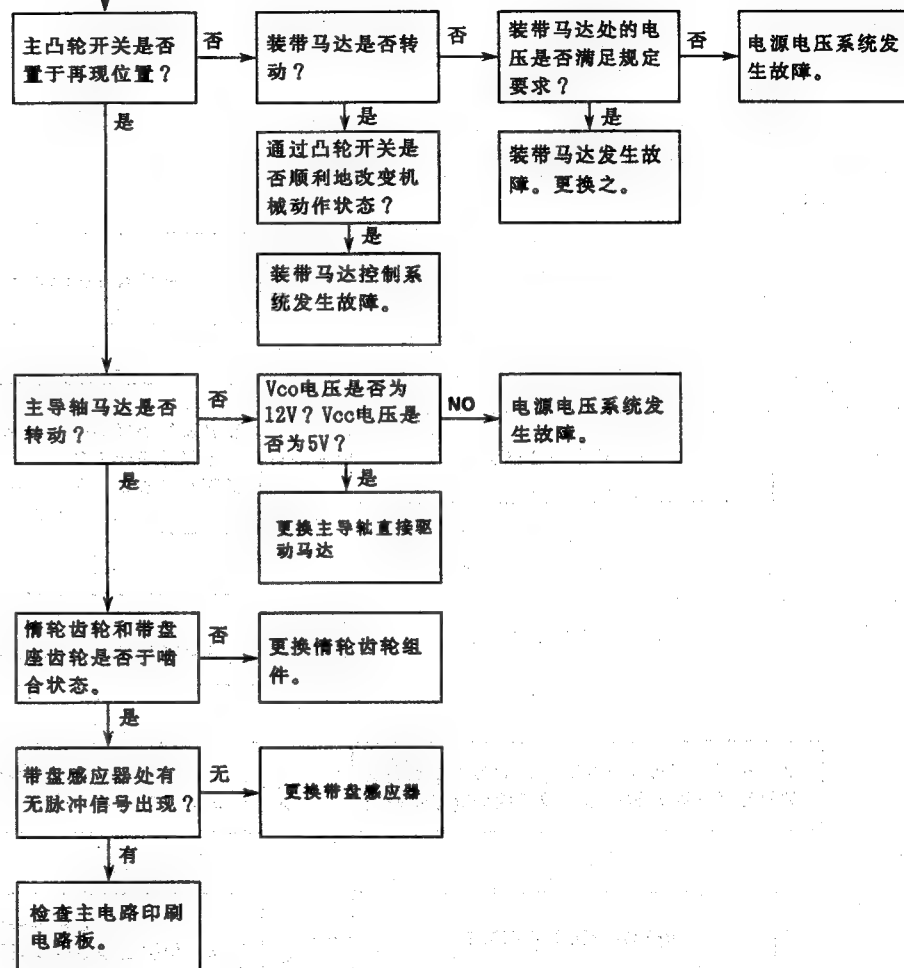 主凸轮开关是否
置于再现位置？
否
装带马达是否转
动？
否
装带马达处的电
压是否满足规定
要求？
否
电源电压系统发
生故障。
是
是
是
通过凸轮开关是
否顺利地改变机
械动作状态？
装带马达发生故
障。更换之。
是
装带马达控制系
统发生故障。
主导轴马达是否
转动？
否
Vco电压是否为
12V？Vcc电压是
否为5V？
NO
电源电压系统发
生故障。
是
是
更换主导轴直接驱
动马达
惰轮齿轮和带盘
座齿轮是否于啮
合状态。
否
更换惰轮齿轮组
件。
是
带盘感应器处有
无脉冲信号出现？
无
更换带盘感应器
有
检查主电路印刷
电路板。